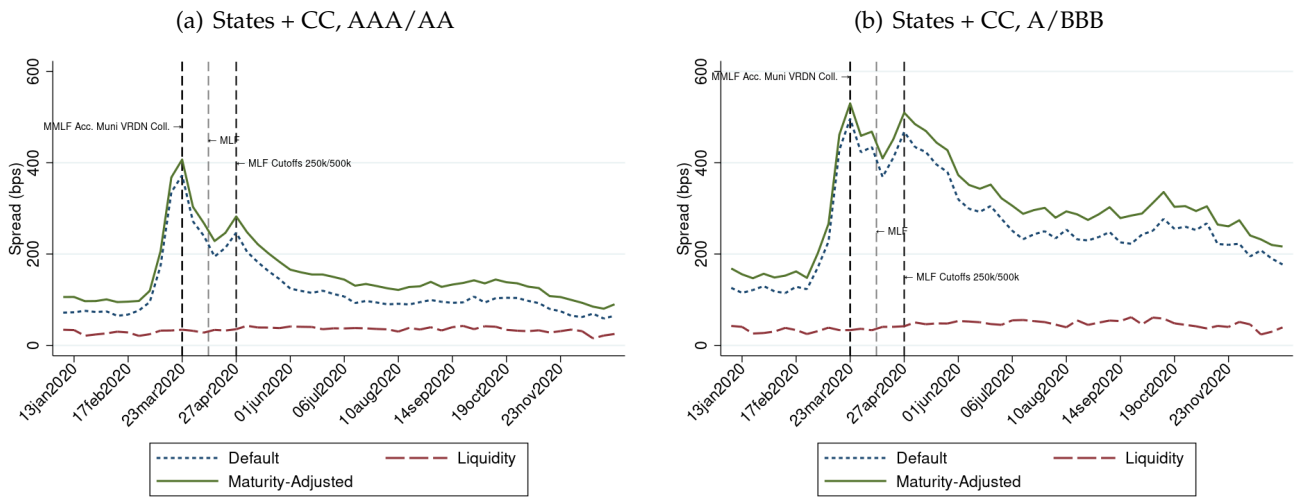 (a) States + CC, AAA/AA
600
400
200
0
Spread (bps)
MMLF Acc. Muni VRDN Coll. →
← MLF
← MLF Cutoffs 250k/500k
13jan2020
17feb2020
23mar2020
27apr2020
01jun2020
06jul2020
10aug2020
14sep2020
19oct2020
23nov2020
Default
Liquidity
Maturity-Adjusted
(b) States + CC, A/BBB
600
400
200
0
Spread (bps)
MMLF Acc. Muni VRDN Coll. →
← MLF
← MLF Cutoffs 250k/500k
13jan2020
17feb2020
23mar2020
27apr2020
01jun2020
06jul2020
10aug2020
14sep2020
19oct2020
23nov2020
Default
Liquidity
Maturity-Adjusted